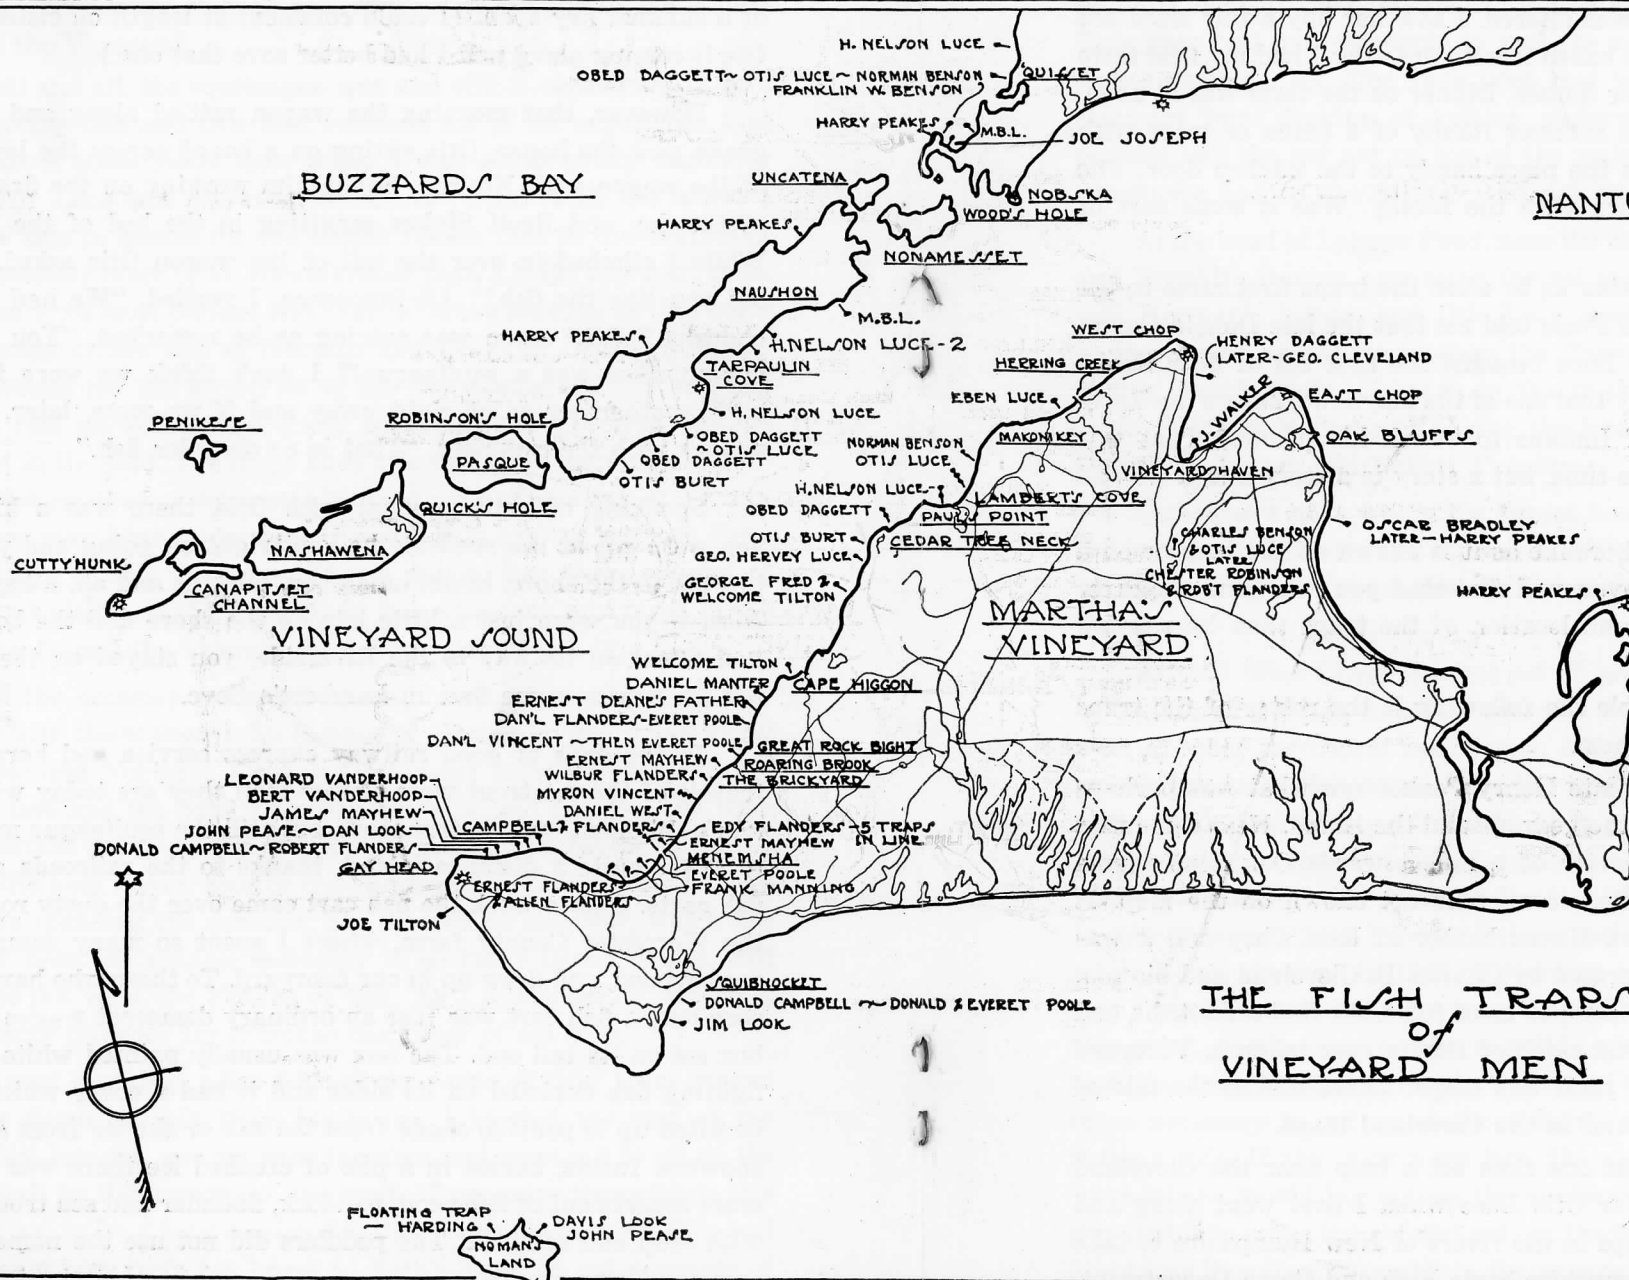 H. NELSON LUCE
OBED DAGGETT~ OTIS LUCE ~ NORMAN BENSON
FRANKLIN W. BENSON
QUISSET
HARRY PEAKES
M.B.L.
JOE JOSEPH
BUZZARDS BAY
UNCATENA
NOBSKA
WOOD'S HOLE
HARRY PEAKES
NONAMESSET
NAUSHON
M.B.L.
HARRY PEAKES
H.NELSON LUCE-2
TARPAULIN
COVE
H. NELSON LUCE
WEST CHOP
HENRY DAGGETT
LATER-GEO. CLEVELAND
HERRING CREEK
EBEN LUCE
J. WALKER
EAST CHOP
OAK BLUFFS
PENIKESE
ROBINSON'S HOLE
PASQUE
OBED DAGGETT
~OTIS LUCE
OBED DAGGETT
OTIS BURT
NORMAN BENSON
OTIS LUCE
MAKONIKEY
VINEYARD HAVEN
H. NELSON LUCE
LAMBERT'S COVE
OBED DAGGETT
PAUL'S POINT
CEDAR TREE NECK
OTIS BURT
GEO. HERVEY LUCE
QUICK'S HOLE
NASHAWENA
CUTTYHUNK
CANAPITSET
CHANNEL
CHARLES BENSON
& OTIS LUCE
LATER
CHESTER ROBINSON
& ROB'T FLANDERS
OSCAR BRADLEY
LATER-HARRY PEAKES
GEORGE FRED &
WELCOME TILTON
HARRY PEAKES
MARTHA'S
VINEYARD
VINEYARD SOUND
WELCOME TILTON
DANIEL MANTER
CAPE HIGGON
ERNEST DEANE'S FATHER
DAN'L FLANDERS-EVERET POOLE
DANL VINCENT ~THEN EVERET POOLE
GREAT ROCK BIGHT
ERNEST MAYHEW
ROARING BROOK
WILBUR FLANDERS
THE BRICKYARD
LEONARD VANDERHOOP
BERT VANDERHOOP
MYRON VINCENT
JAMES MAYHEW
DANIEL WEST
JOHN PEASE~DAN LOOK
CAMPBELL & FLANDERS
EDY FLANDERS -5 TRAPS
IN LINE
ERNEST MAYHEW
DONALD CAMPBELL~ROBERT FLANDERS
MENEMSHA
GAY HEAD
EVERET POOLE
ERNEST FLANDERS
& ALLEN FLANDERS
FRANK MANNING
JOE TILTON
SQUIBNOCKET
DONALD CAMPBELL ~DONALD & EVERET POOLE
JIM LOOK
THE FISH TRAPS
of
VINEYARD MEN
FLOATING TRAP
— HARDING
DAVIS LOOK
JOHN PEASE
NOMAN'S
LAND